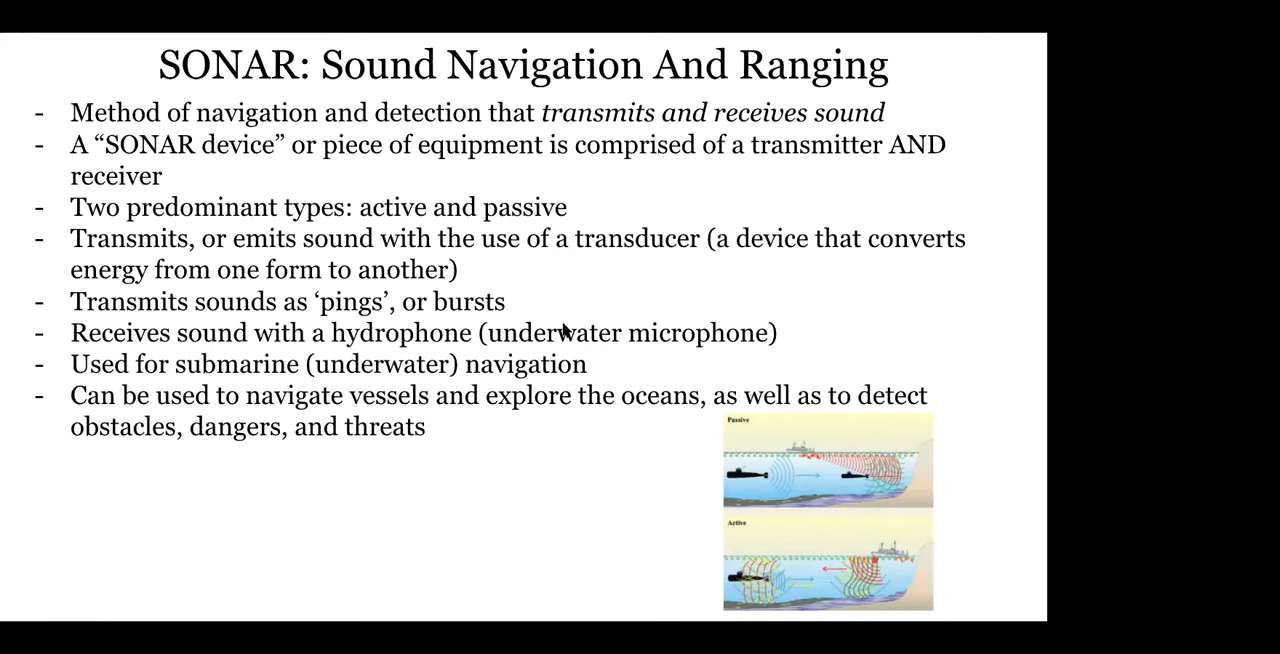 SONAR: Sound Navigation And Ranging
- Method of navigation and detection that transmits and receives sound
- A “SONAR device” or piece of equipment is comprised of a transmitter AND
receiver
- Two predominant types: active and passive
- Transmits, or emits sound with the use of a transducer (a device that converts
energy from one form to another)
- Transmits sounds as ‘pings’, or bursts
- Receives sound with a hydrophone (underwater microphone)
- Used for submarine (underwater) navigation
- Can be used to navigate vessels and explore the oceans, as well as to detect
obstacles, dangers, and threats
Passive
Active